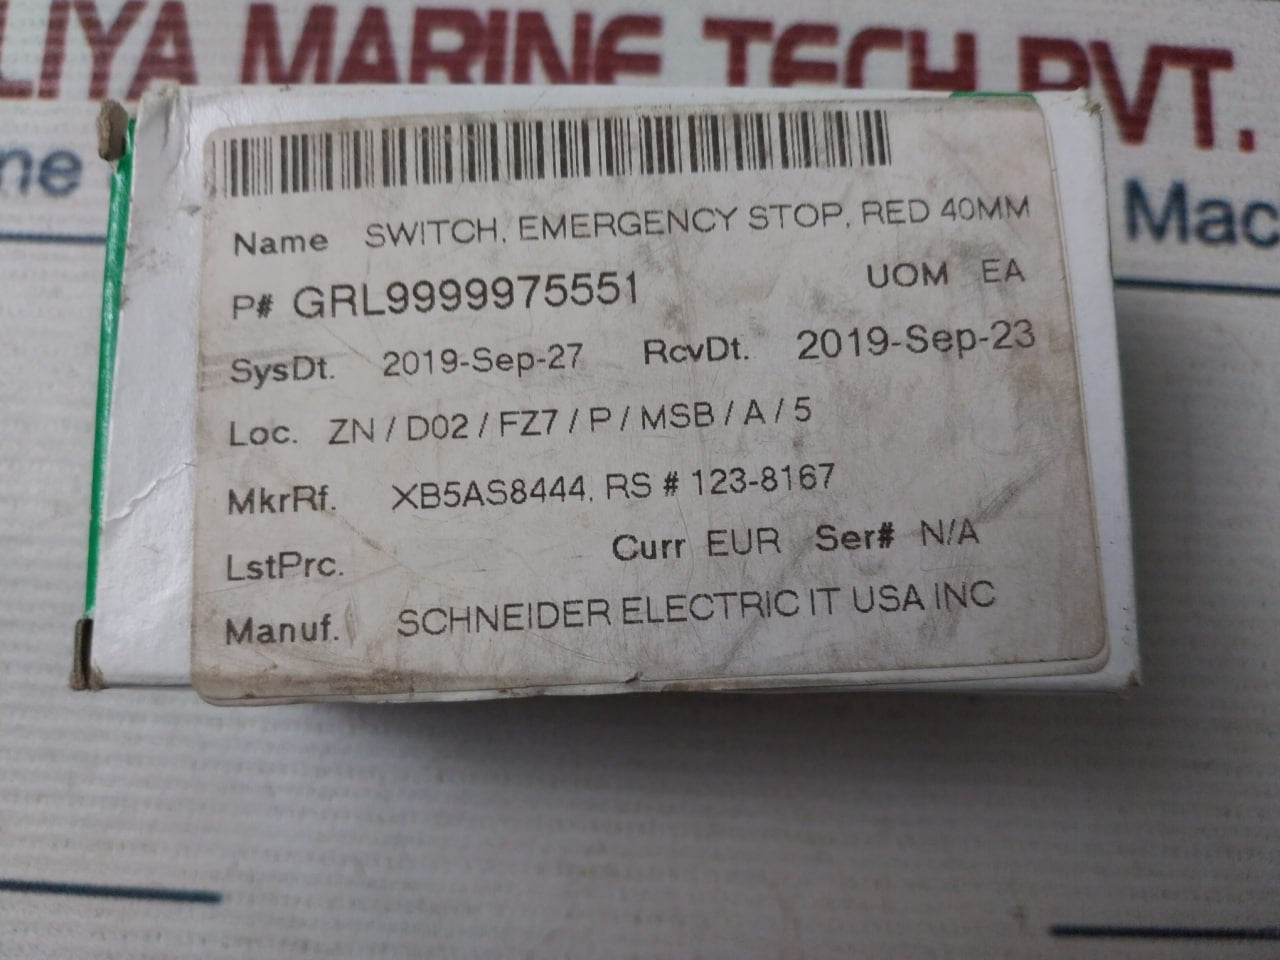 LIYA MARINE TECH PVT.
ne
Mac
Name SWITCH, EMERGENCY STOP, RED 40MM
P# GRL9999975551 UOM EA
SysDt. 2019-Sep-27 RcvDt. 2019-Sep-23
Loc. ZN / D02 / FZ7 / P / MSB / A / 5
MkrRf. XB5AS8444, RS # 123-8167
LstPrc. Curr EUR Ser# N/A
Manuf. SCHNEIDER ELECTRIC IT USA INC